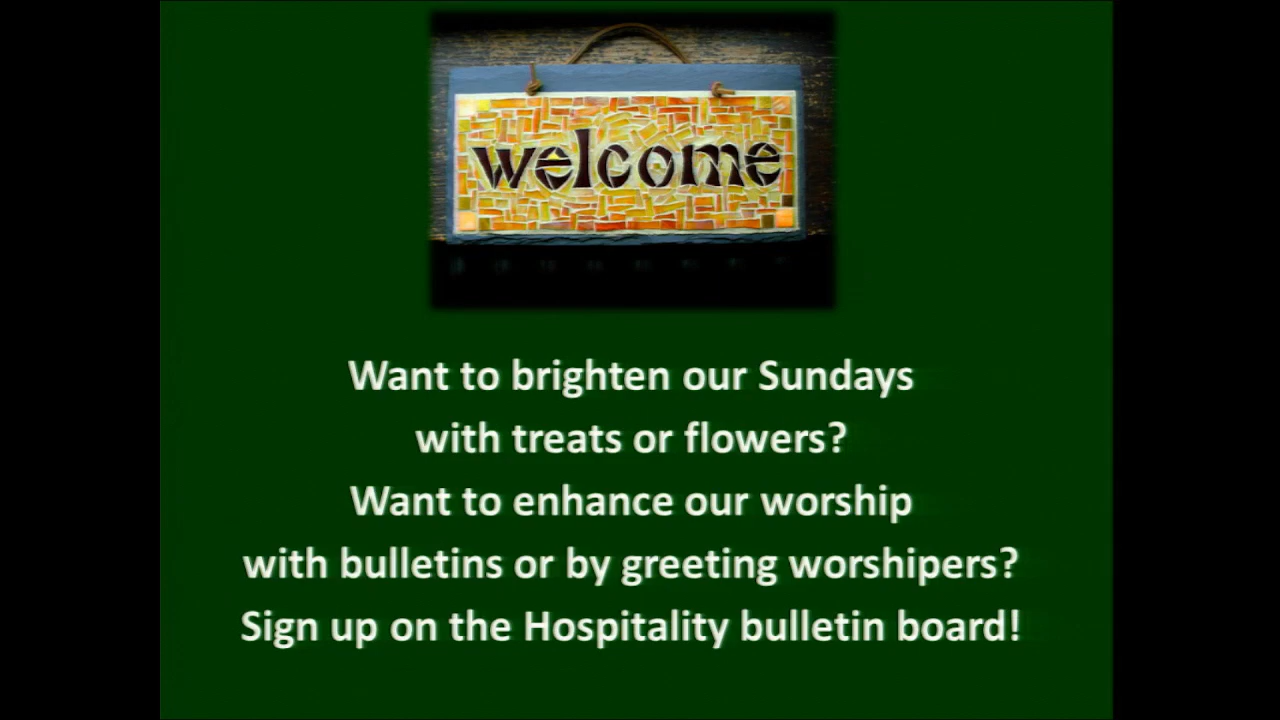 welcome
Want to brighten our Sundays
with treats or flowers?
Want to enhance our worship
with bulletins or by greeting worshipers?
Sign up on the Hospitality bulletin board!